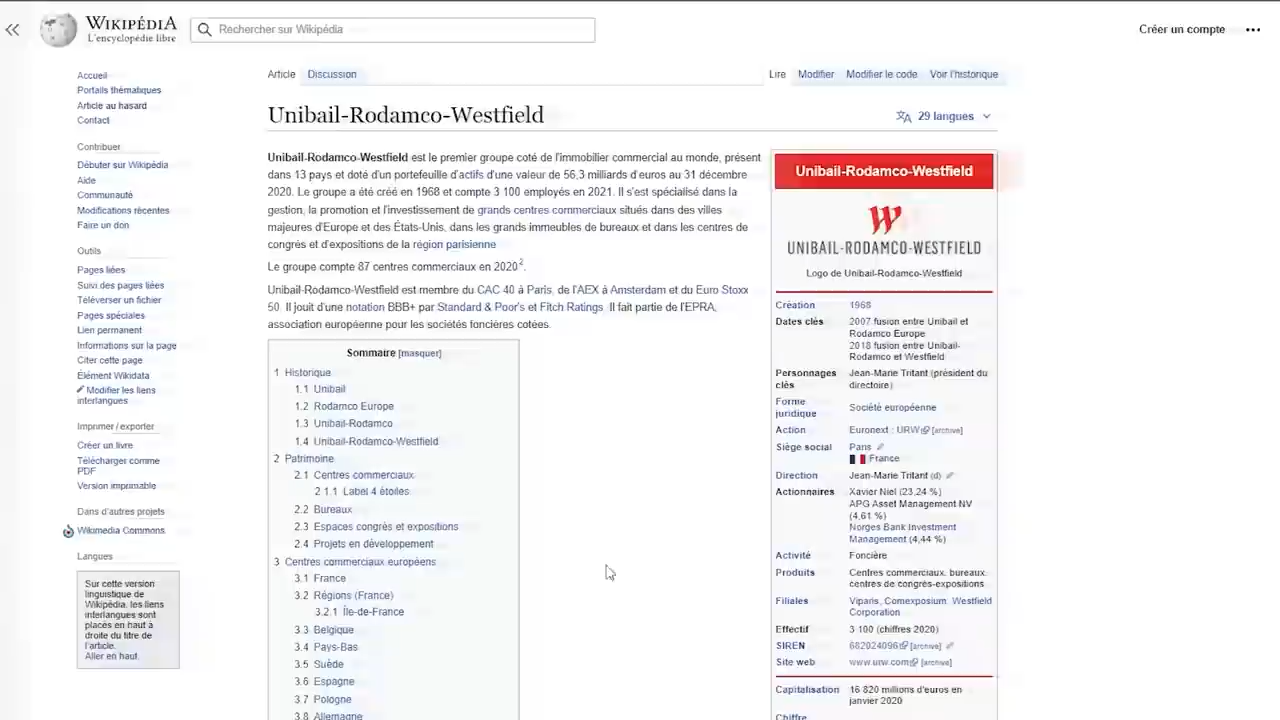 WIKIPÉDIA
L'encyclopédie libre
Rechercher sur Wikipédia
Créer un compte
Accueil
Portails thématiques
Article au hasard
Contact
Contribuer
Débuter sur Wikipédia
Aide
Communauté
Modifications récentes
Faire un don
Outils
Pages liées
Suivi des pages liées
Téléverser un fichier
Pages spéciales
Lien permanent
Informations sur la page
Citer cette page
Élément Wikidata
Modifier les liens
interlangues
Imprimer / exporter
Créer un livre
Télécharger comme
PDF
Version imprimable
Dans d'autres projets
Wikimedia Commons
Langues
Sur cette version
linguistique de
Wikipédia, les liens
interlangues sont
placés en haut à
droite du titre de
l'article.
Aller en haut.
Article
Discussion
Lire
Modifier
Modifier le code
Voir l'historique
Unibail-Rodamco-Westfield
29 langues
Unibail-Rodamco-Westfield est le premier groupe coté de l'immobilier commercial au monde, présent
dans 13 pays et doté d'un portefeuille d'actifs d'une valeur de 56,3 milliards d'euros au 31 décembre
2020. Le groupe a été créé en 1968 et compte 3 100 employés en 2021. Il s'est spécialisé dans la
gestion, la promotion et l'investissement de grands centres commerciaux situés dans des villes
majeures d'Europe et des États-Unis, dans les grands immeubles de bureaux et dans les centres de
congrès et d'expositions de la région parisienne
Le groupe compte 87 centres commerciaux en 2020².
Unibail-Rodamco-Westfield est membre du CAC 40 à Paris, de l'AEX à Amsterdam et du Euro Stoxx
50. Il jouit d'une notation BBB+ par Standard & Poor's et Fitch Ratings. Il fait partie de l'EPRA,
association européenne pour les sociétés foncières cotées.
Sommaire [masquer]
1 Historique
1.1 Unibail
1.2 Rodamco Europe
1.3 Unibail-Rodamco
1.4 Unibail-Rodamco-Westfield
2 Patrimoine
2.1 Centres commerciaux
2.1.1 Label 4 étoiles
2.2 Bureaux
2.3 Espaces congrès et expositions
2.4 Projets en développement
3 Centres commerciaux européens
3.1 France
3.2 Régions (France)
3.2.1 Île-de-France
3.3 Belgique
3.4 Pays-Bas
3.5 Suède
3.6 Espagne
3.7 Pologne
3.8 Allemagne
Unibail-Rodamco-Westfield
UNIBAIL-RODAMCO-WESTFIELD
Logo de Unibail-Rodamco-Westfield
Création 1968
Dates clés 2007 fusion entre Unibail et
Rodamco Europe
2018 fusion entre Unibail-
Rodamco et Westfield
Personnages Jean-Marie Tritant (président du
clés directoire)
Forme
juridique Société européenne
Action Euronext : URW [archive]
Siège social Paris
France
Direction Jean-Marie Tritant (d)
Actionnaires Xavier Niel (23,24 %)
APG Asset Management NV
(4,61 %)
Norges Bank Investment
Management (4,44 %)
Activité Foncière
Produits Centres commerciaux, bureaux,
centres de congrès-expositions
Filiales Viparis, Comexposium, Westfield
Corporation
Effectif 3 100 (chiffres 2020)
SIREN 682024096 [archive]
Site web www.urw.com [archive]
Capitalisation 16 820 millions d'euros en
janvier 2020
Chiffre